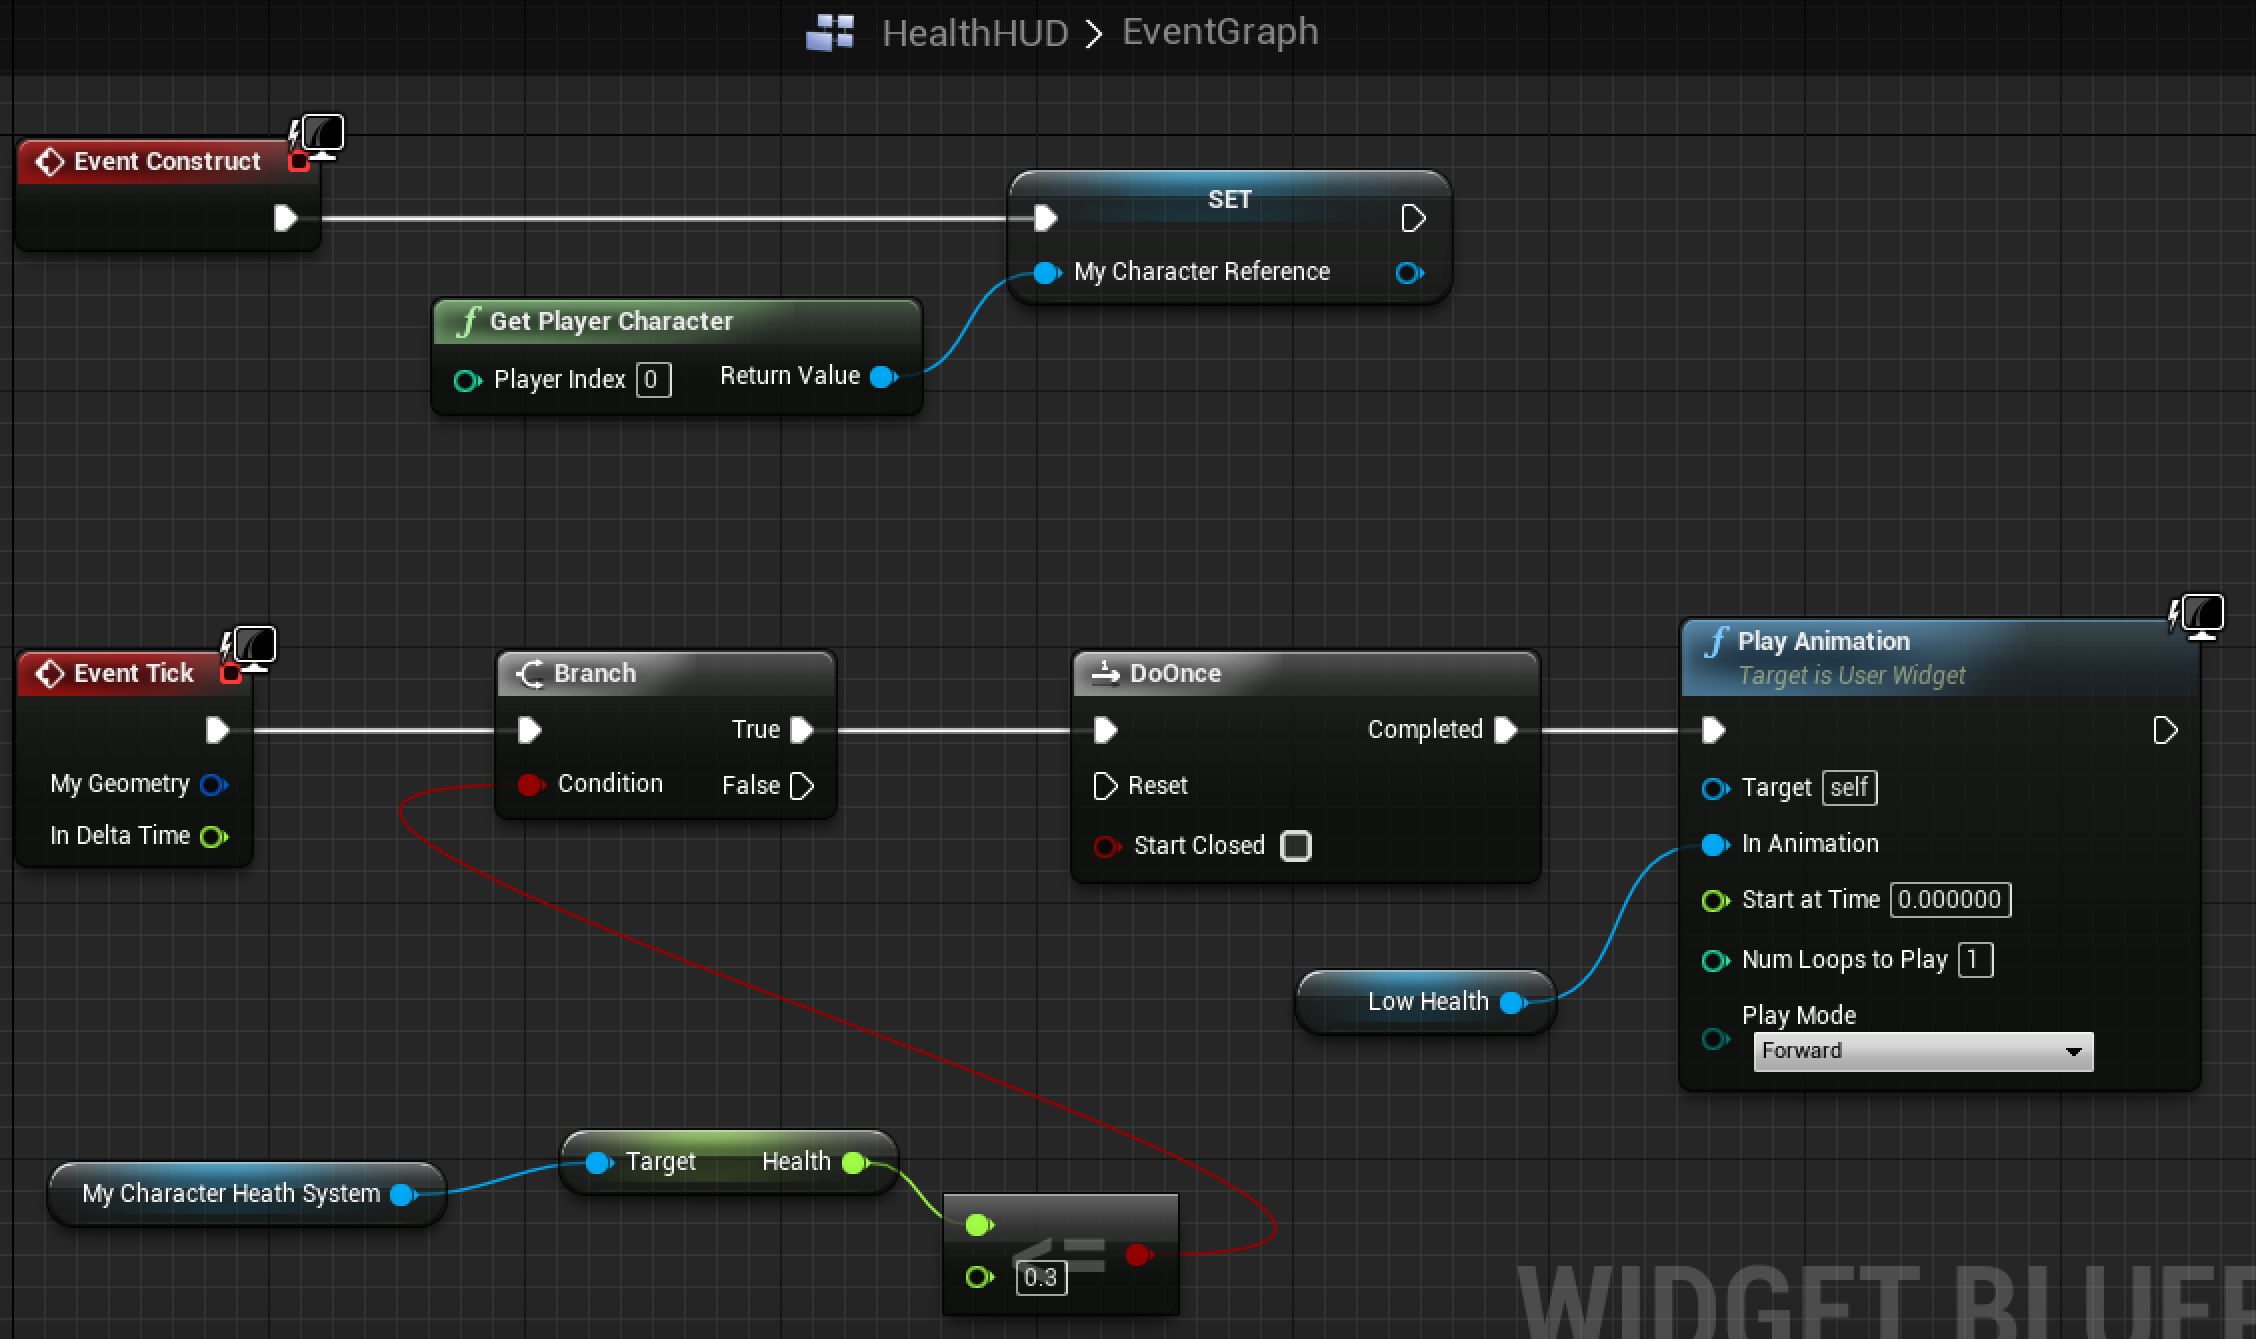 HealthHUD > EventGraph
Event Construct
SET
My Character Reference
f Get Player Character
Player Index 0 Return Value
Event Tick
My Geometry
In Delta Time
Branch
True
Condition False
DoOnce
Completed
Reset
Start Closed
f Play Animation
Target is User Widget
Target self
In Animation
Start at Time 0.000000
Num Loops to Play 1
Play Mode
Forward
Low Health
My Character Heath System
Target Health
<=
0.3
WIDGET